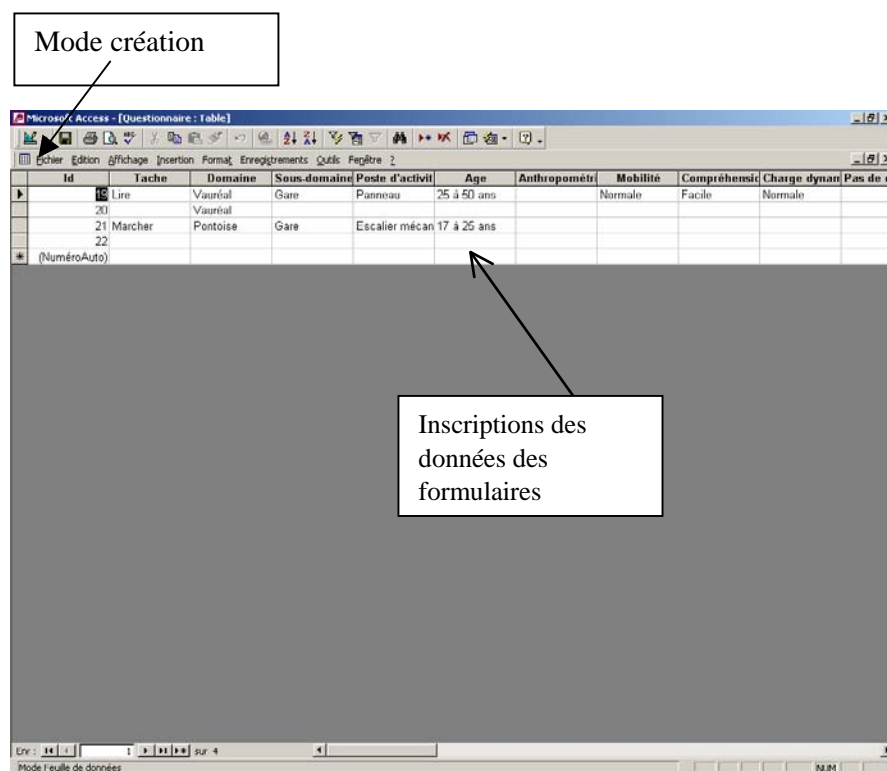 Mode création
Microsoft Access - [Questionnaire : Table]
Fichier Edition Affichage Insertion Format Enregistrements Outils Fenêtre ?
Id Tache Domaine Sous-domaine Poste d'activit Age Anthropométri Mobilité Compréhensic Charge dynan Pas de
19 Lire Vauréal Gare Panneau 25 à 50 ans Normale Facile Normale
20 Vauréal
21 Marcher Pontoise Gare Escalier mécan 17 à 25 ans
22
(NuméroAuto)
Inscriptions des
données des
formulaires
Enr : 1 sur 4
Mode Feuille de données NUM